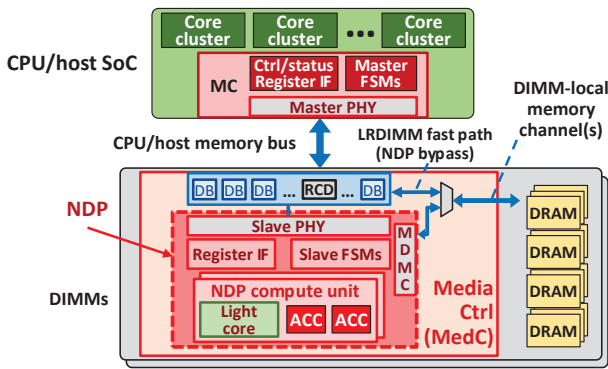 Core cluster
Core cluster
...
Core cluster
CPU/host SoC
MC
Ctrl/status
Register IF
Master
FSMs
Master PHY
DIMM-local
memory
channel(s)
CPU/host memory bus
LRDIMM fast path
(NDP bypass)
DB
DB
DB
...
RCD
...
DB
NDP
Slave PHY
Register IF
Slave FSMs
MDMC
NDP compute unit
Light
core
ACC
ACC
DIMMs
Media
Ctrl
(MedC)
DRAM
DRAM
DRAM
DRAM